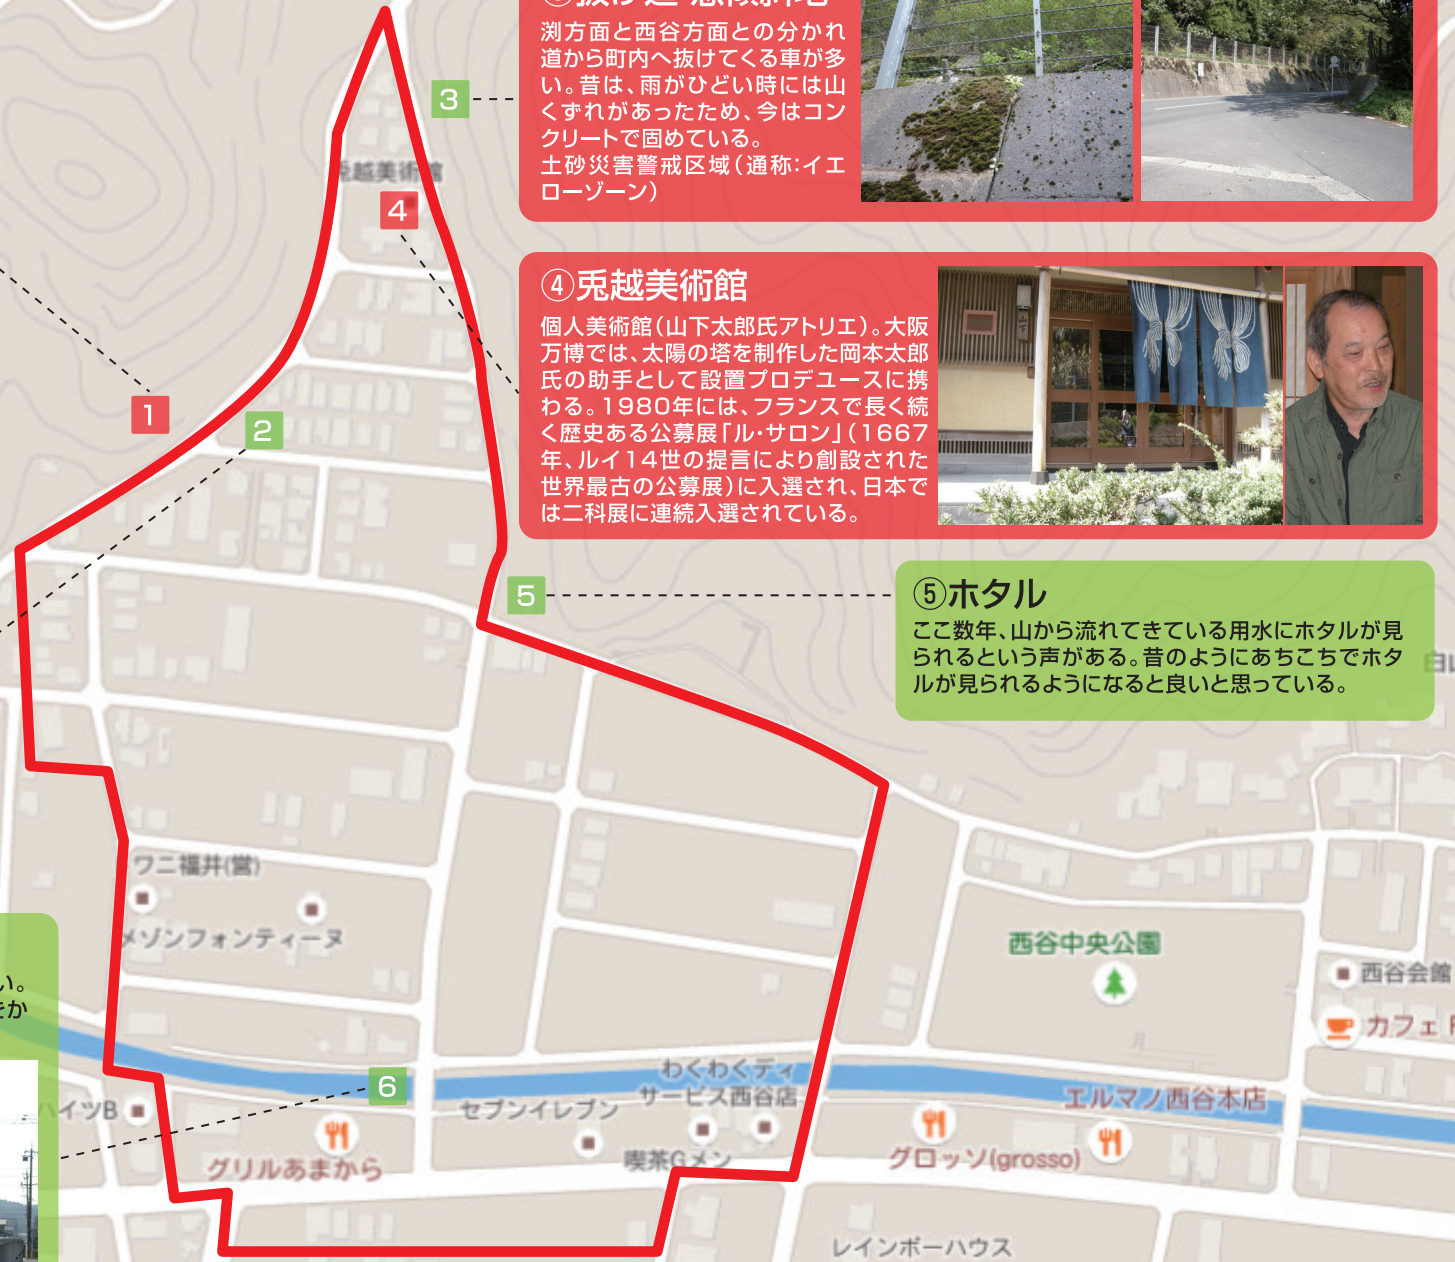 渕方面と西谷方面との分かれ
道から町内へ抜けてくる車が多
い。昔は、雨がひどい時には山
くずれがあったため、今はコン
クリートで固めている。
土砂災害警戒区域（通称：イエ
ローゾーン）
3
兎越美術館
4
④兎越美術館
個人美術館（山下太郎氏アトリエ）。大阪
万博では、太陽の塔を制作した岡本太郎
氏の助手として設置プロデュースに携
わる。1980年には、フランスで長く続
く歴史ある公募展「ル・サロン」（1667
年、ルイ14世の提言により創設された
世界最古の公募展）に入選され、日本で
は二科展に連続入選されている。
1
2
5
⑤ホタル
ここ数年、山から流れてきている用水にホタルが見
られるという声がある。昔のようにあちこちでホタ
ルが見られるようになると良いと思っている。
ワニ福井(営)
メゾンフォンティーヌ
西谷中央公園
西谷会館
カフェ
い。
きか
6
わくわくディ
サービス西谷店
セブンイレブン
喫茶Gメン
エルマノ西谷本店
グロッソ(grosso)
ハイツB
グリルあまから
レインボーハウス